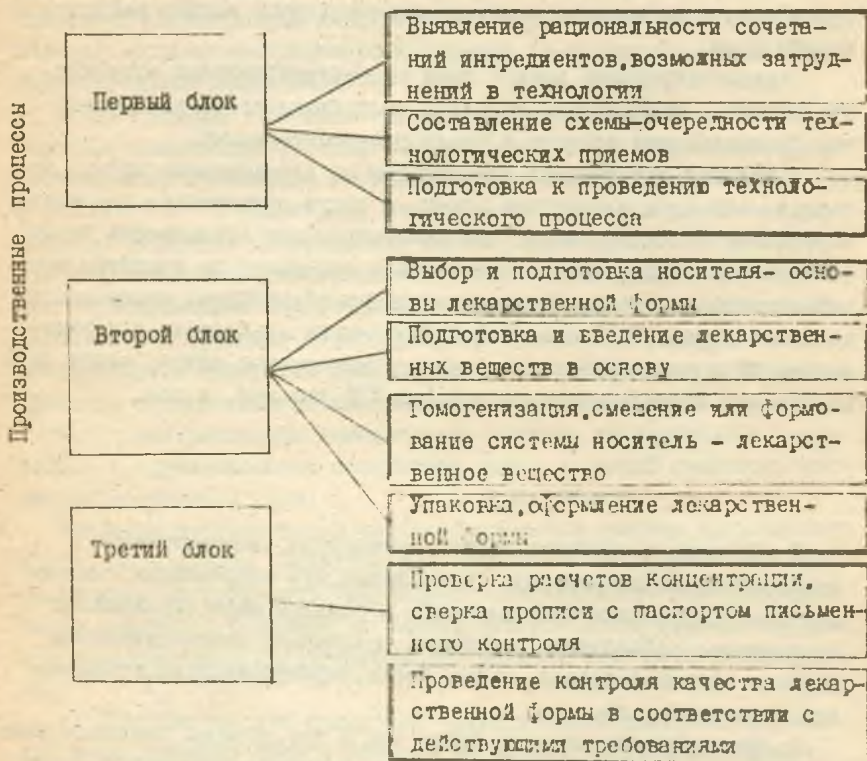 Производственные процессы
Первый блок
Выявление рациональности сочета-
ний ингредиентов,возможных затруд-
нений в технологии
Составление схемы-очередности тех-
нологических приемов
Подготовка к проведению техноло-
гического процесса
Второй блок
Выбор и подготовка носителя- осно-
вы лекарственной формы
Подготовка и введение лекарствен-
ных веществ в основу
Гомогенизация,смешение или формо-
вание системы носитель - лекарст-
венное вещество
Упаковка,оформление лекарствен-
ной формы
Третий блок
Проверка расчетов концентрации,
сверка прописи с паспортом письмен-
ного контроля
Проведение контроля качества лекар-
ственной формы в соответствии с
действующими требованиями